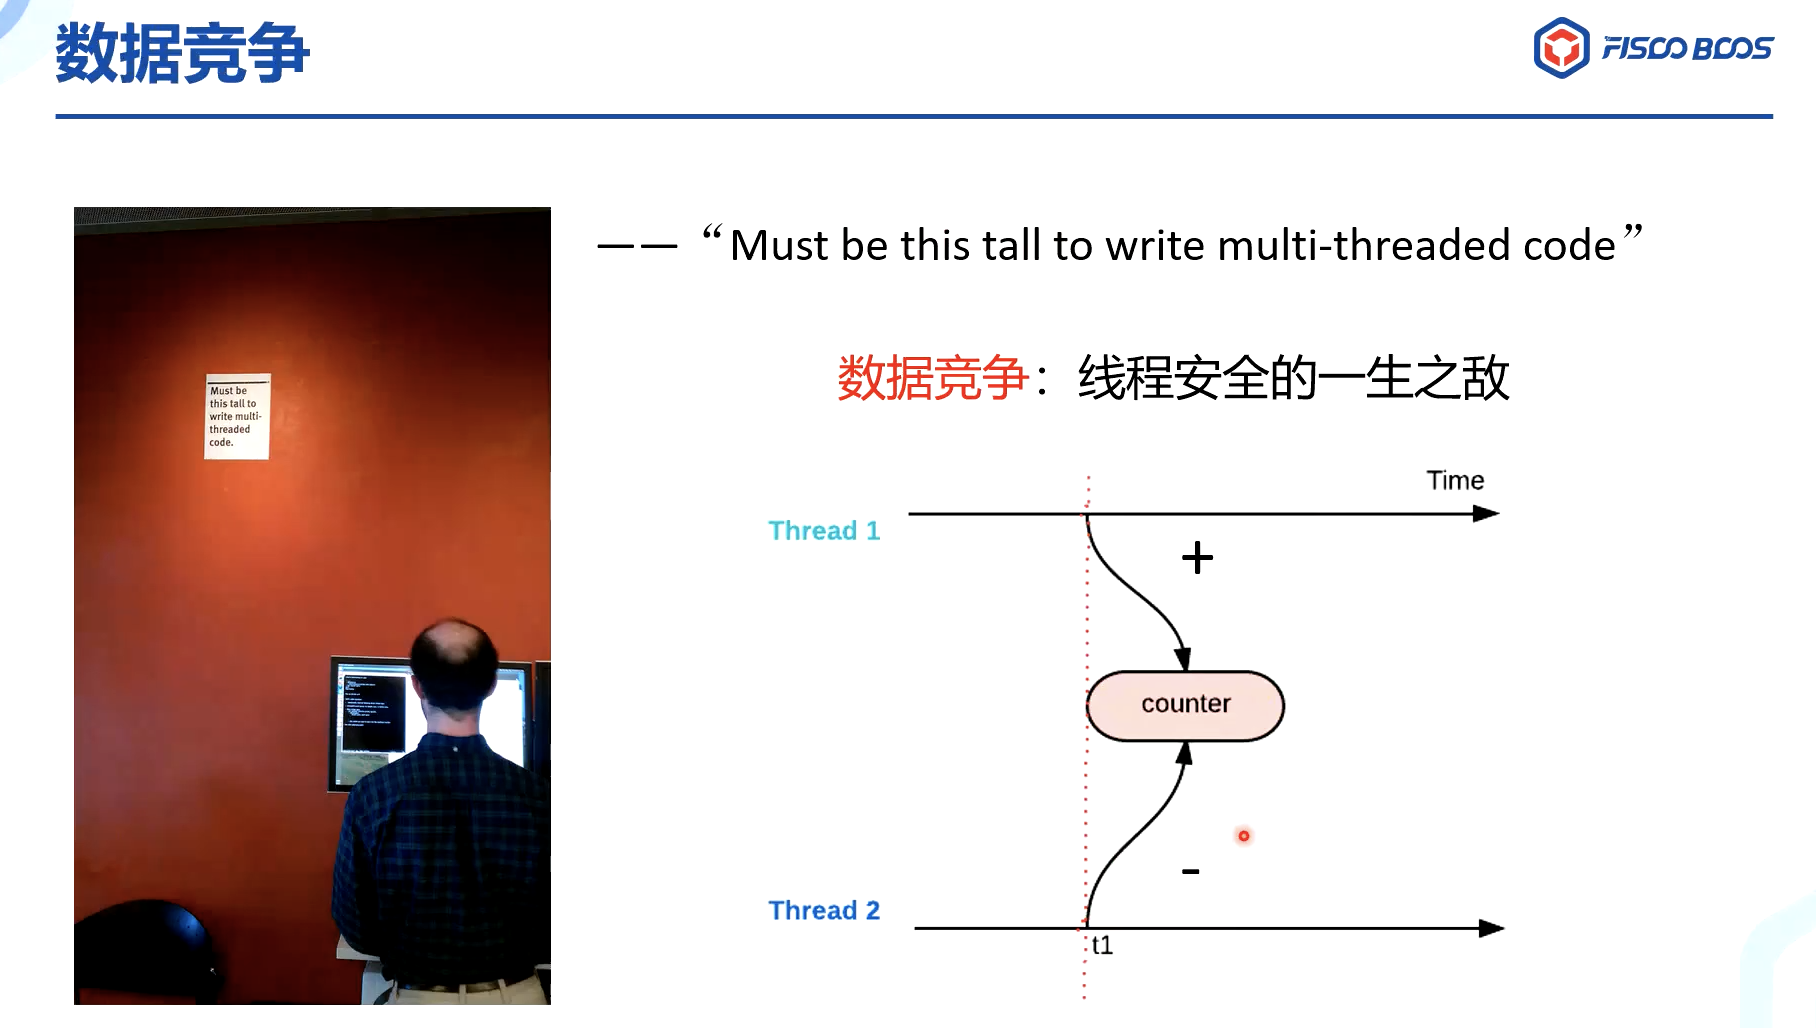 数据竞争
FISCO BCOS
——“Must be this tall to write multi-threaded code”
数据竞争：线程安全的一生之敌
Must be
this tall to
write multi-
threaded
code.
Time
Thread 1
+
counter
-
Thread 2
t1